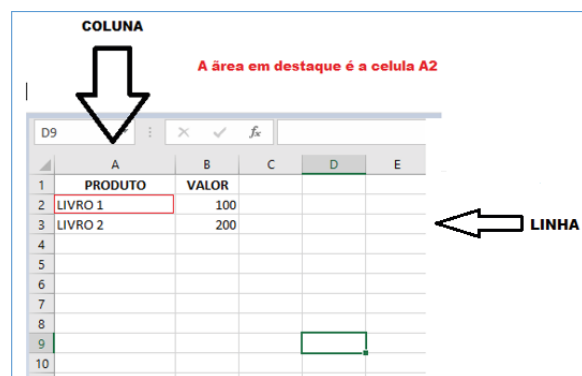 COLUNA
A ärea em destaque é a celula A2
D9 fx
A B C D E
1 PRODUTO VALOR
2 LIVRO 1 100
3 LIVRO 2 200
LINHA
4
5
6
7
8
9
10